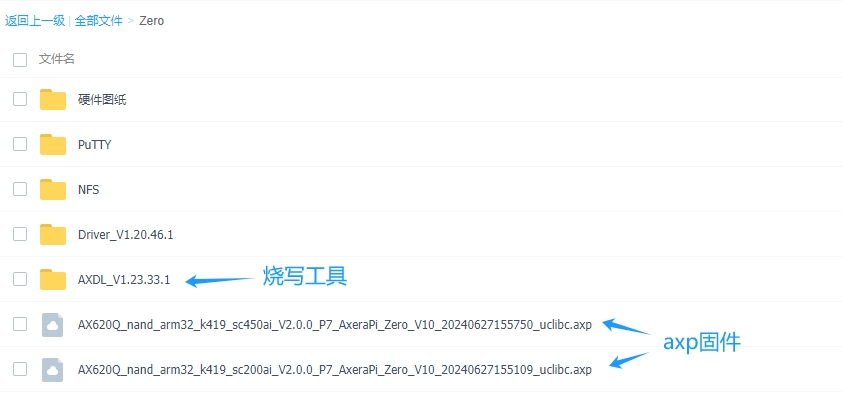 返回上一级 | 全部文件 > Zero
文件名
硬件图纸
PuTTY
NFS
Driver_V1.20.46.1
AXDL_V1.23.33.1 烧写工具
AX620Q_nand_arm32_k419_sc450ai_V2.0.0_P7_AxeraPi_Zero_V10_20240627155750_uclibc.axp
axp固件
AX620Q_nand_arm32_k419_sc200ai_V2.0.0_P7_AxeraPi_Zero_V10_20240627155109_uclibc.axp